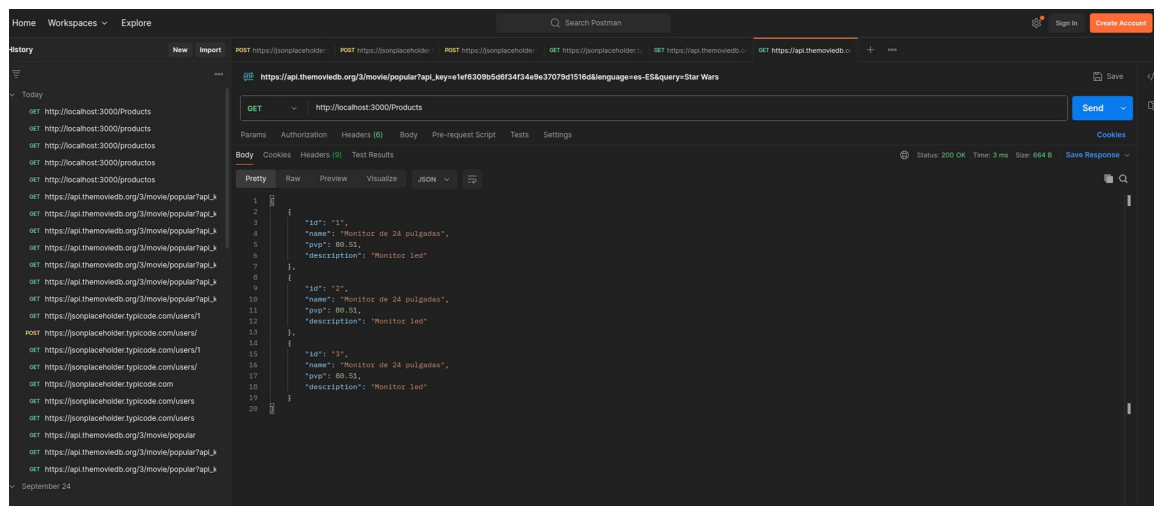 Home Workspaces Explore Search Postman Sign In Create Account
History New Import
POST https://jsonplaceholder. POST https://jsonplaceholder. POST https://jsonplaceholder. GET https://jsonplaceholder.t GET https://api.themoviedb.o GET https://api.themoviedb.or
https://api.themoviedb.org/3/movie/popular?api_key=e1ef6309b5d6f34f34e9e37079d1516d&lenguage=es-ES&query=Star Wars Save
Today
GET http://localhost:3000/Products
GET http://localhost:3000/products
GET http://localhost:3000/productos
GET http://localhost:3000/productos
GET http://localhost:3000/productos
GET https://api.themoviedb.org/3/movie/popular?api_k
GET https://api.themoviedb.org/3/movie/popular?api_k
GET https://api.themoviedb.org/3/movie/popular?api_k
GET https://api.themoviedb.org/3/movie/popular?api_k
GET https://api.themoviedb.org/3/movie/popular?api_k
GET https://api.themoviedb.org/3/movie/popular?api_k
GET https://api.themoviedb.org/3/movie/popular?api_k
GET https://jsonplaceholder.typicode.com/users/1
POST https://jsonplaceholder.typicode.com/users/
GET https://jsonplaceholder.typicode.com/users/1
GET https://jsonplaceholder.typicode.com/users/
GET https://jsonplaceholder.typicode.com
GET https://jsonplaceholder.typicode.com/users
GET https://jsonplaceholder.typicode.com/users
GET https://api.themoviedb.org/3/movie/popular
GET https://api.themoviedb.org/3/movie/popular?api_k
GET https://api.themoviedb.org/3/movie/popular?api_k
September 24
GET http://localhost:3000/Products Send
Params Authorization Headers (6) Body Pre-request Script Tests Settings Cookies
Body Cookies Headers (9) Test Results Status: 200 OK Time: 3 ms Size: 664 B Save Response
Pretty Raw Preview Visualize JSON
1 [
2 {
3 "id": "1",
4 "name": "Monitor de 24 pulgadas",
5 "pvp": 80.51,
6 "description": "Monitor led"
7 },
8 {
9 "id": "2",
10 "name": "Monitor de 24 pulgadas",
11 "pvp": 80.51,
12 "description": "Monitor led"
13 },
14 {
15 "id": "3",
16 "name": "Monitor de 24 pulgadas",
17 "pvp": 80.51,
18 "description": "Monitor led"
19 }
20 ]